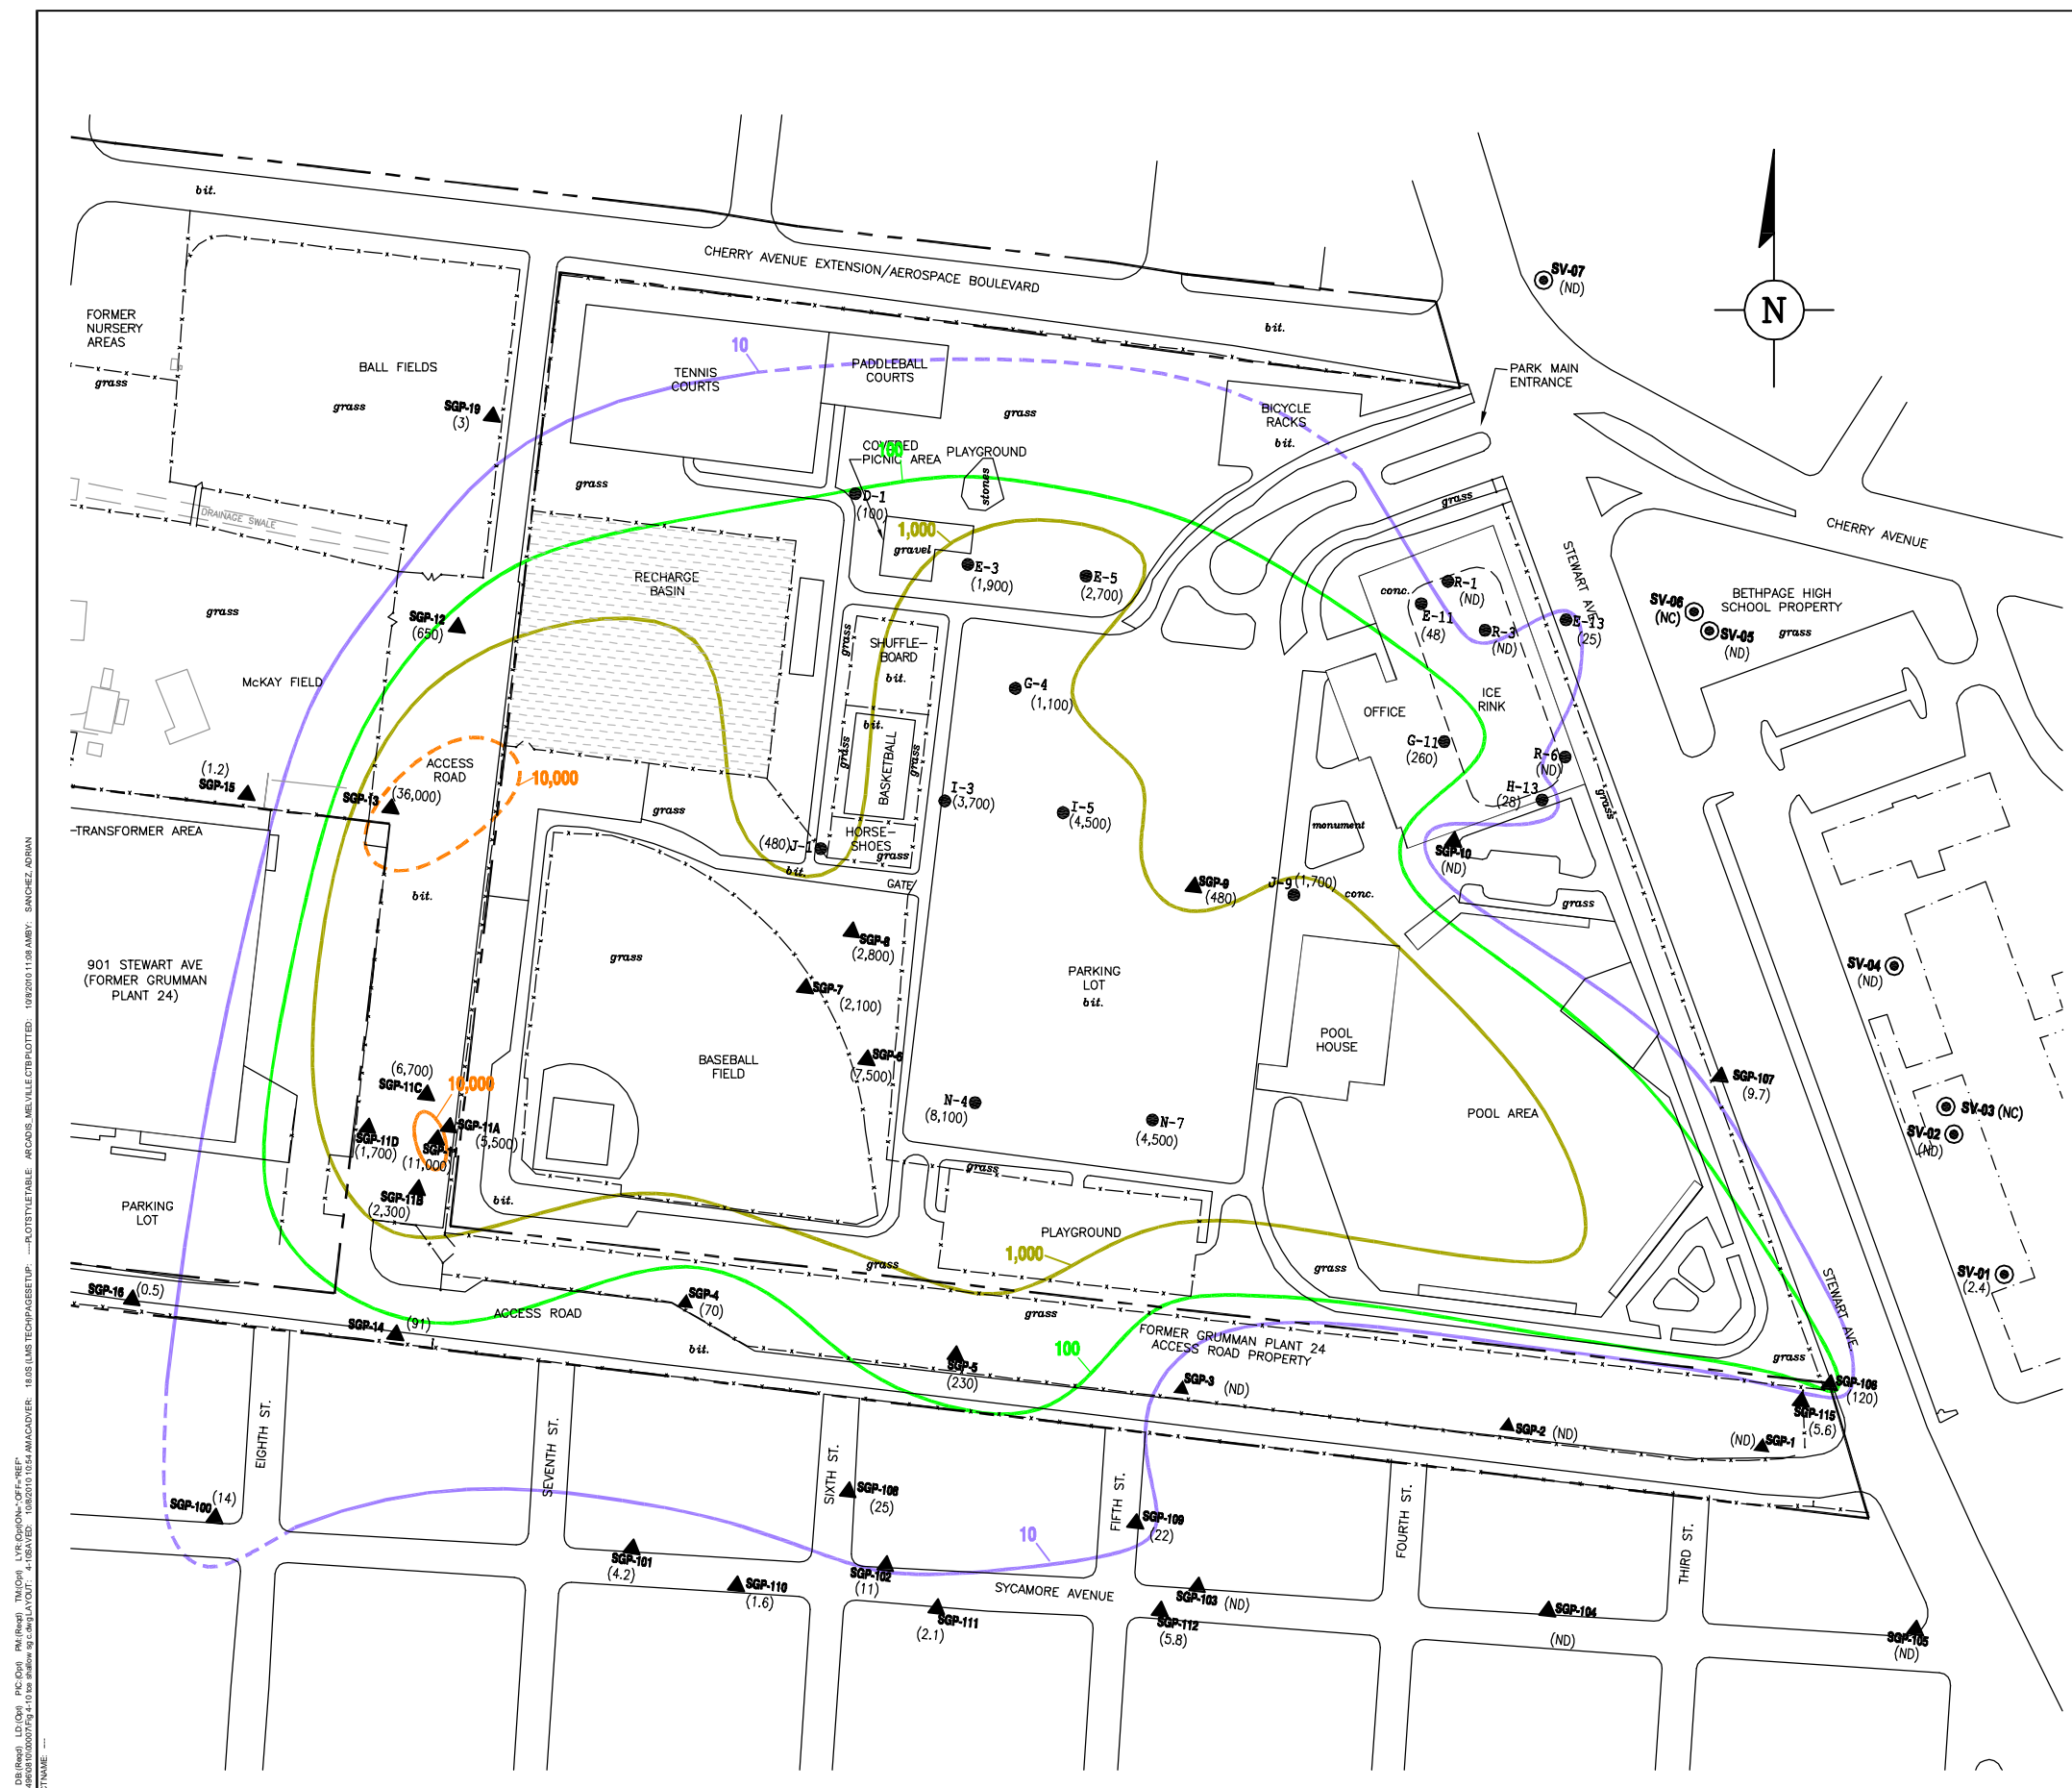 bit.
CHERRY AVENUE EXTENSION/AEROSPACE BOULEVARD
SV-07
(ND)
N
FORMER
NURSERY
AREAS
grass
BALL FIELDS
grass
SGP-19
(3)
10
TENNIS
COURTS
PADDLEBALL
COURTS
grass
bit.
PARK MAIN
ENTRANCE
BICYCLE
RACKS
bit.
COVERED
PICNIC AREA
100
PLAYGROUND
stones
grass
D-1
(100)
1,000
gravel
E-3
(1,900)
E-5
(2,700)
grass
CHERRY AVENUE
STEWART AVE.
DRAINAGE SWALE
RECHARGE
BASIN
grass
SGP-12
(650)
McKAY FIELD
conc.
R-1
(ND)
E-11
(48)
R-3
(ND)
E-13
(25)
SV-06
(NC)
SV-05
(ND)
BETHPAGE HIGH
SCHOOL PROPERTY
grass
grass
SHUFFLE-
BOARD
bit.
G-4
(1,100)
OFFICE
ICE
RINK
G-11
(260)
R-6
(ND)
H-13
(28)
grass
bit.
grass
BASKETBALL
grass
ACCESS
ROAD
10,000
(1.2)
SGP-15
SGP-13
(36,000)
TRANSFORMER AREA
grass
I-3
(3,700)
I-5
(4,500)
monument
HORSE-
SHOES
grass
(480)
J-1
bit.
GATE
SGP-10
(ND)
SGP-9
(480)
J-9
(1,700)
conc.
grass
bit.
901 STEWART AVE
(FORMER GRUMMAN
PLANT 24)
grass
SGP-8
(2,800)
SGP-7
(2,100)
PARKING
LOT
bit.
SV-04
(ND)
BASEBALL
FIELD
SGP-6
(7,500)
POOL
HOUSE
SGP-107
(9.7)
(6,700)
SGP-11C
10,000
N-4
(8,100)
N-7
(4,500)
POOL AREA
SV-03 (NC)
SV-02
(ND)
SGP-11A
(5,500)
SGP-11D
(1,700)
SGP-11
(11,000)
SGP-11B
(2,300)
bit.
grass
PARKING
LOT
PLAYGROUND
1,000
grass
grass
grass
SV-01
(2.4)
STEWART AVE.
SGP-16
(0.5)
SGP-14
(91)
ACCESS ROAD
SGP-4
(70)
bit.
SGP-5
(230)
100
FORMER GRUMMAN PLANT 24
ACCESS ROAD PROPERTY
SGP-3
(ND)
grass
SGP-106
(120)
SGP-115
(5.6)
SGP-2
(ND)
(ND)
SGP-1
EIGHTH ST.
SEVENTH ST.
SIXTH ST.
FIFTH ST.
FOURTH ST.
THIRD ST.
SGP-100
(14)
SGP-108
(25)
SGP-109
(22)
10
SGP-101
(4.2)
SGP-110
(1.6)
SGP-102
(11)
SYCAMORE AVENUE
SGP-111
(2.1)
SGP-103
(ND)
SGP-112
(5.8)
SGP-104
(ND)
SGP-105
(ND)